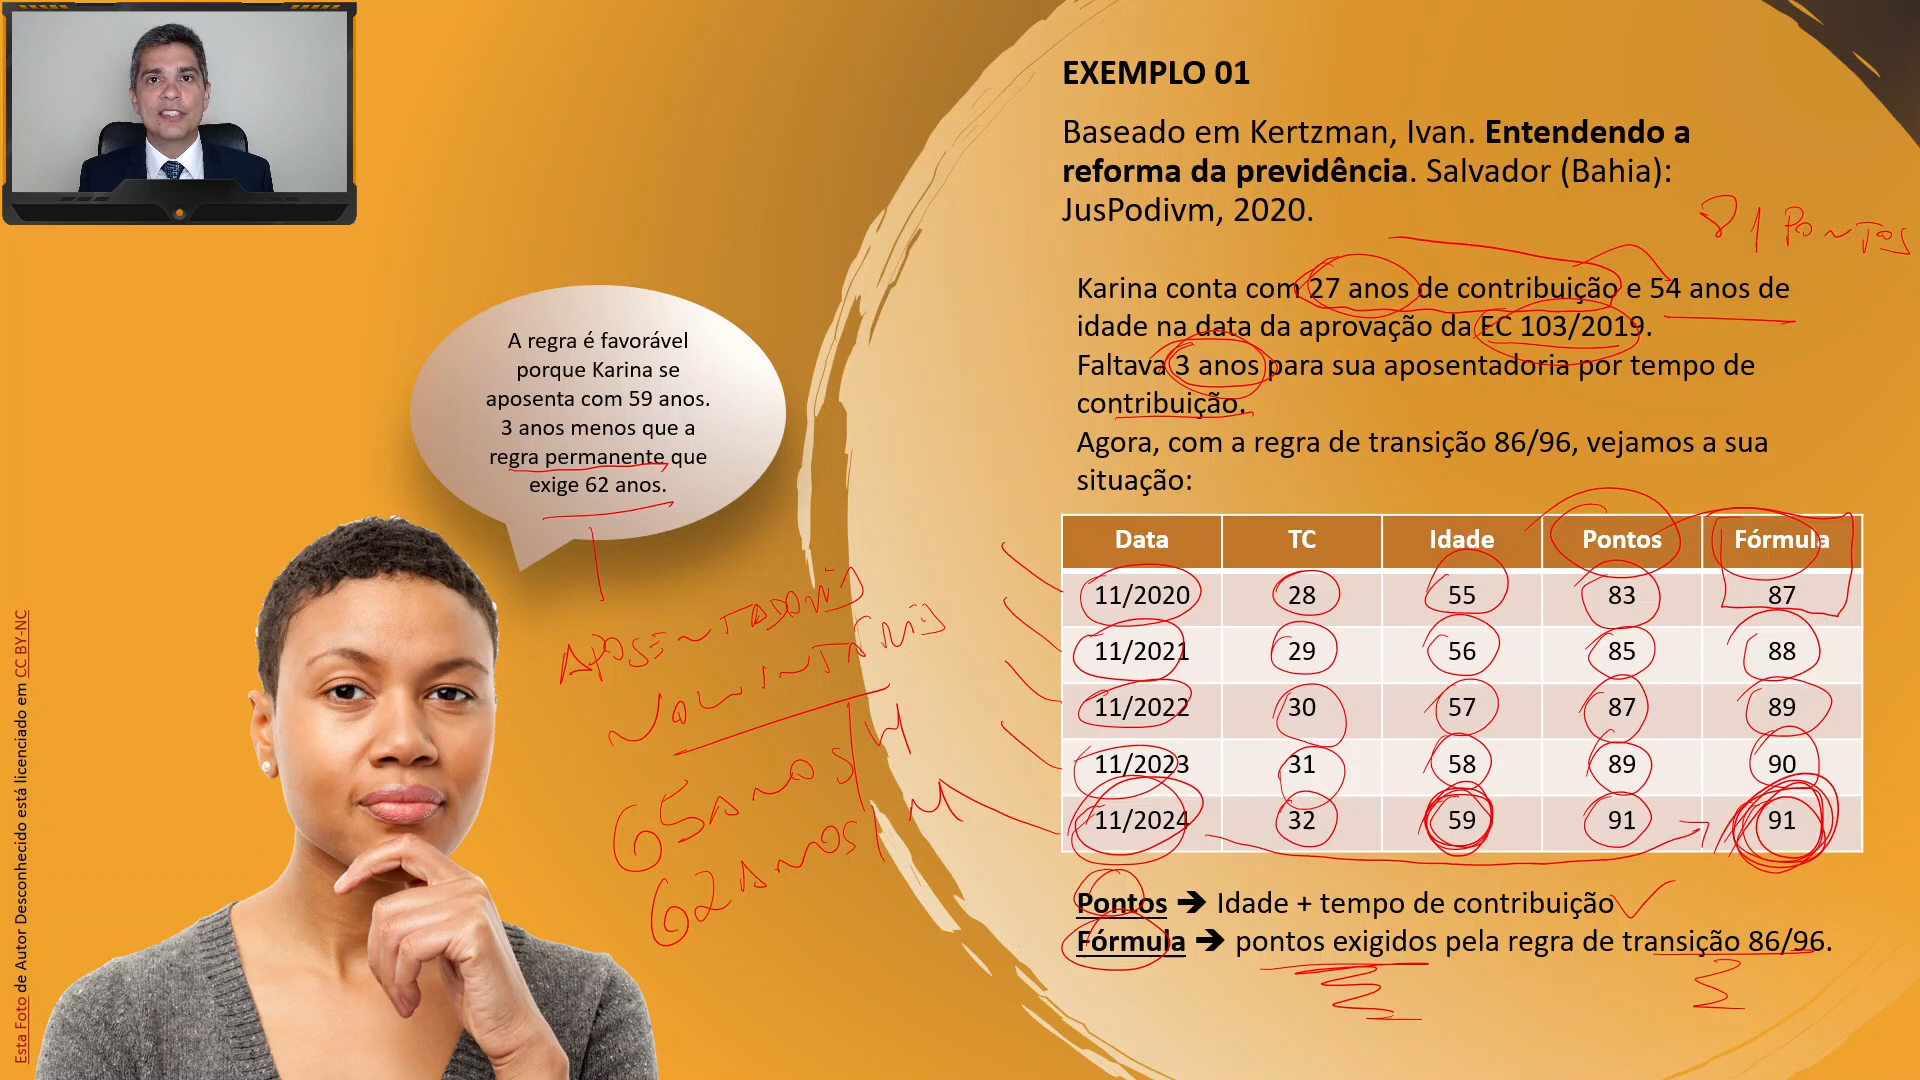 EXEMPLO 01
Baseado em Kertzman, Ivan. Entendendo a
reforma da previdência. Salvador (Bahia):
JusPodivm, 2020.
81 PONTOS
Karina conta com 27 anos de contribuição e 54 anos de
idade na data da aprovação da EC 103/2019.
Faltava 3 anos para sua aposentadoria por tempo de
contribuição.
Agora, com a regra de transição 86/96, vejamos a sua
situação:
Data TC Idade Pontos Fórmula
11/2020 28 55 83 87
11/2021 29 56 85 88
11/2022 30 57 87 89
11/2023 31 58 89 90
11/2024 32 59 91 91
Pontos → Idade + tempo de contribuição
Fórmula → pontos exigidos pela regra de transição 86/96.
A regra é favorável
porque Karina se
aposenta com 59 anos.
3 anos menos que a
regra permanente que
exige 62 anos.
APOSENTADORIA
VOLUNTÁRIA
65 ANOS/H
62 ANOS/M
Esta Foto de Autor Desconhecido está licenciado em CC BY-NC